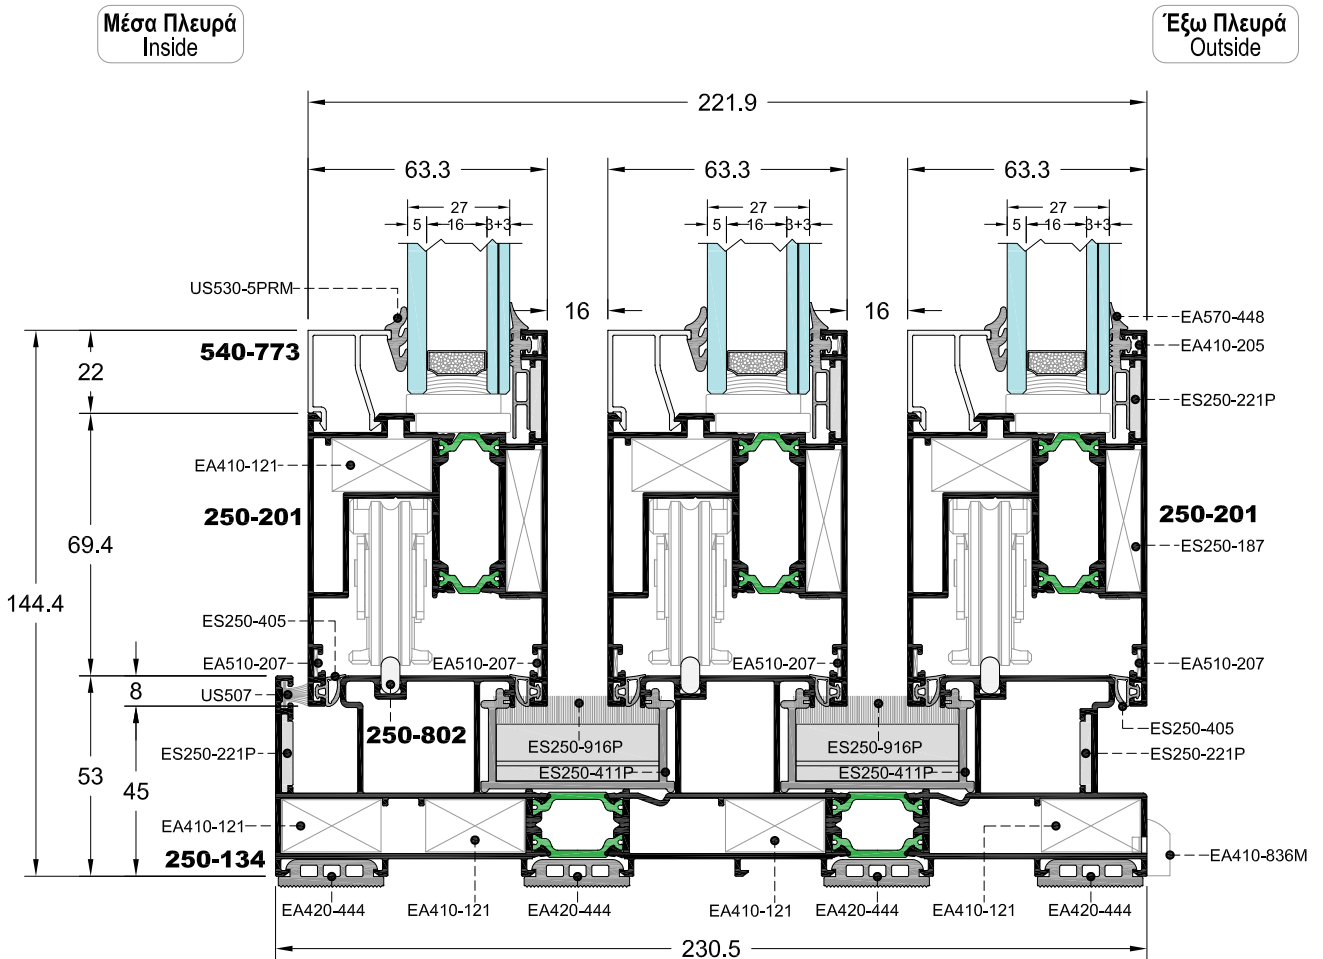 Μέσα Πλευρά
Inside
Έξω Πλευρά
Outside
221.9
63.3
63.3
63.3
27
27
27
5
16
3+3
5
16
3+3
5
16
3+3
US530-5PRM
16
16
EA570-448
540-773
EA410-205
22
ES250-221P
EA410-121
250-201
250-201
69.4
ES250-187
144.4
ES250-405
EA510-207
EA510-207
EA510-207
EA510-207
8
US507
250-802
ES250-405
ES250-916P
ES250-916P
ES250-221P
ES250-221P
ES250-411P
ES250-411P
53
45
EA410-121
250-134
EA410-836M
EA420-444
EA410-121
EA420-444
EA410-121
EA420-444
EA410-121
EA420-444
230.5